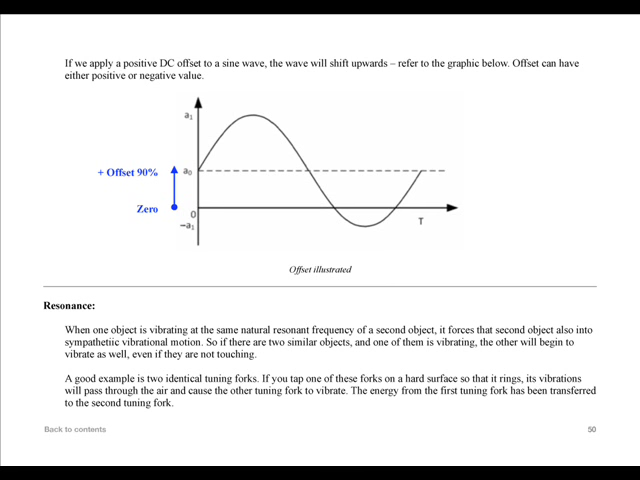 If we apply a positive DC offset to a sine wave, the wave will shift upwards – refer to the graphic below. Offset can have
either positive or negative value.
a1
+ Offset 90%
a0
Zero
0
−a1
T
Offset illustrated
Resonance:
When one object is vibrating at the same natural resonant frequency of a second object, it forces that second object also into
sympathetiic vibrational motion. So if there are two similar objects, and one of them is vibrating, the other will begin to
vibrate as well, even if they are not touching.
A good example is two identical tuning forks. If you tap one of these forks on a hard surface so that it rings, its vibrations
will pass through the air and cause the other tuning fork to vibrate. The energy from the first tuning fork has been transferred
to the second tuning fork.
Back to contents
50